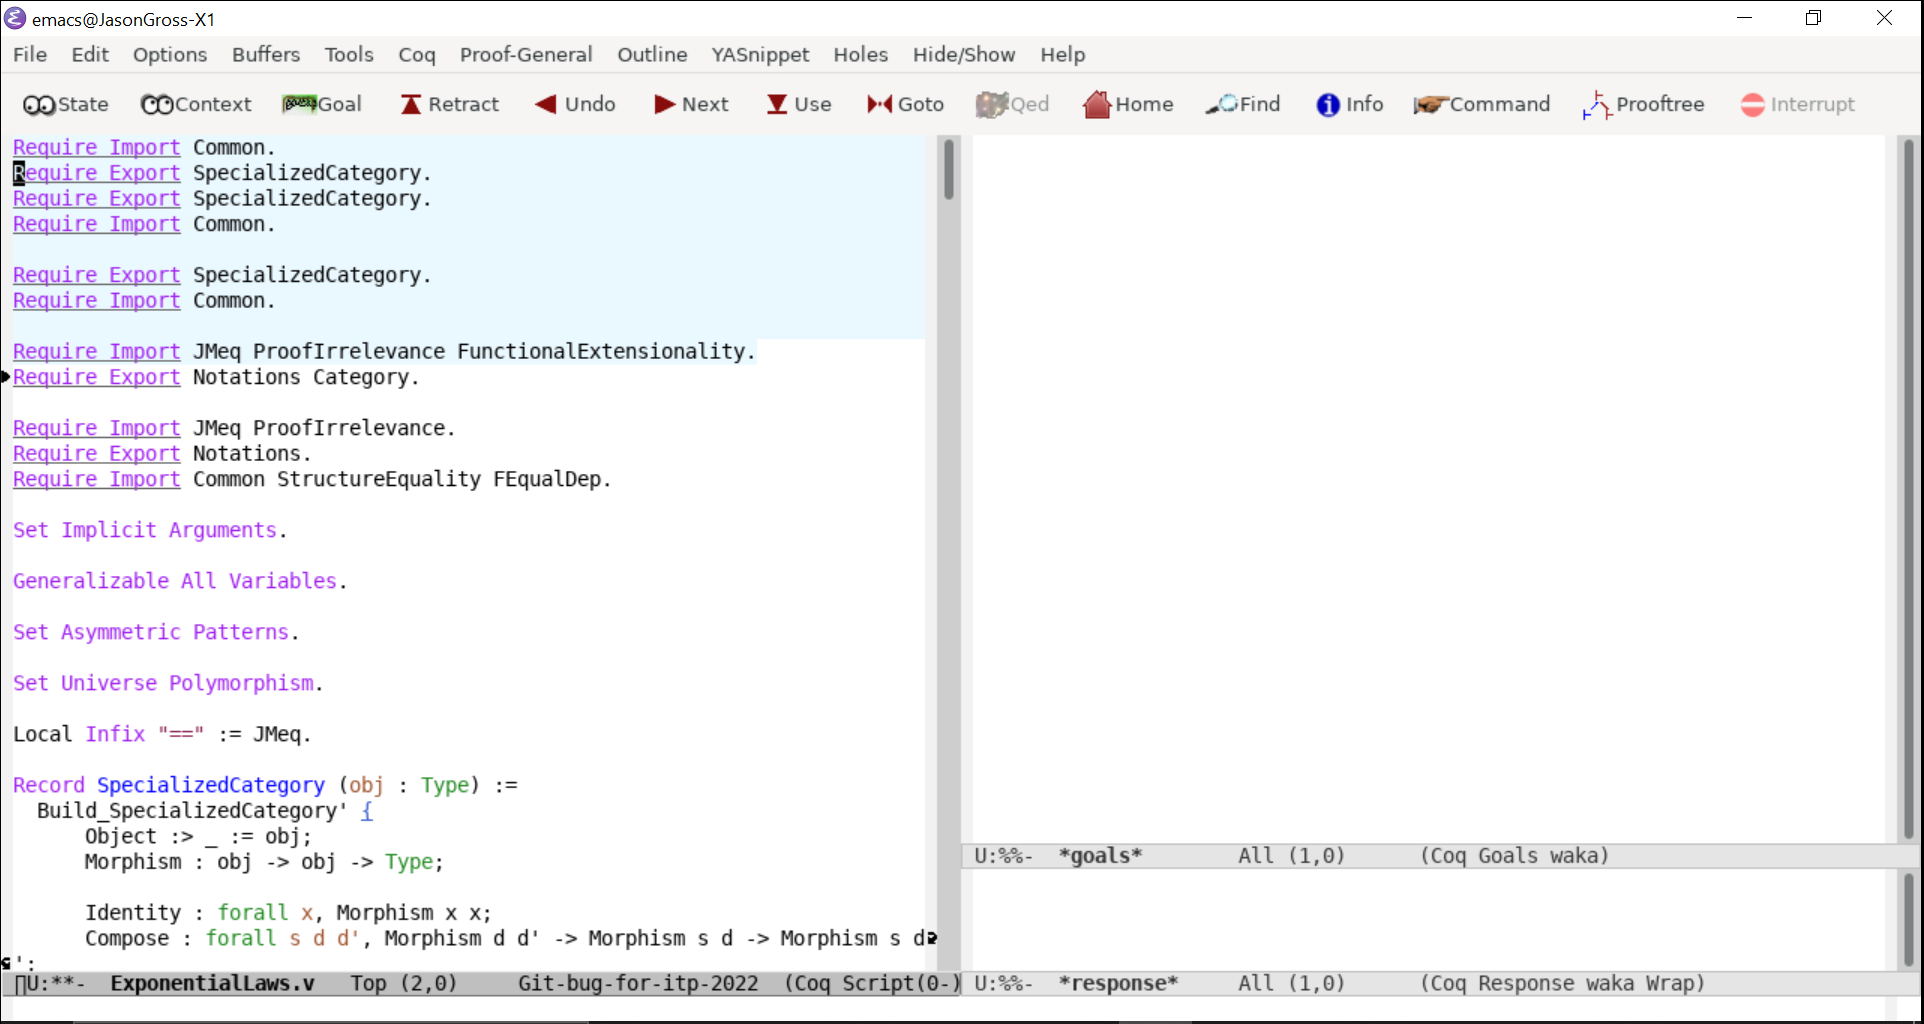 emacs@JasonGross-X1
File Edit Options Buffers Tools Coq Proof-General Outline YASnippet Holes Hide/Show Help
State Context Goal Retract Undo Next Use Goto Qed Home Find Info Command Prooftree Interrupt
Require Import Common.
Require Export SpecializedCategory.
Require Export SpecializedCategory.
Require Import Common.
Require Export SpecializedCategory.
Require Import Common.
Require Import JMeq ProofIrrelevance FunctionalExtensionality.
Require Export Notations Category.
Require Import JMeq ProofIrrelevance.
Require Export Notations.
Require Import Common StructureEquality FEqualDep.
Set Implicit Arguments.
Generalizable All Variables.
Set Asymmetric Patterns.
Set Universe Polymorphism.
Local Infix "==" := JMeq.
Record SpecializedCategory (obj : Type) :=
Build_SpecializedCategory' {
Object :> _ := obj;
Morphism : obj -> obj -> Type;
Identity : forall x, Morphism x x;
Compose : forall s d d', Morphism d d' -> Morphism s d -> Morphism s d
';
U:**- ExponentialLaws.v Top (2,0) Git-bug-for-itp-2022 (Coq Script(0-)
U:%%- *goals* All (1,0) (Coq Goals waka)
U:%%- *response* All (1,0) (Coq Response waka Wrap)